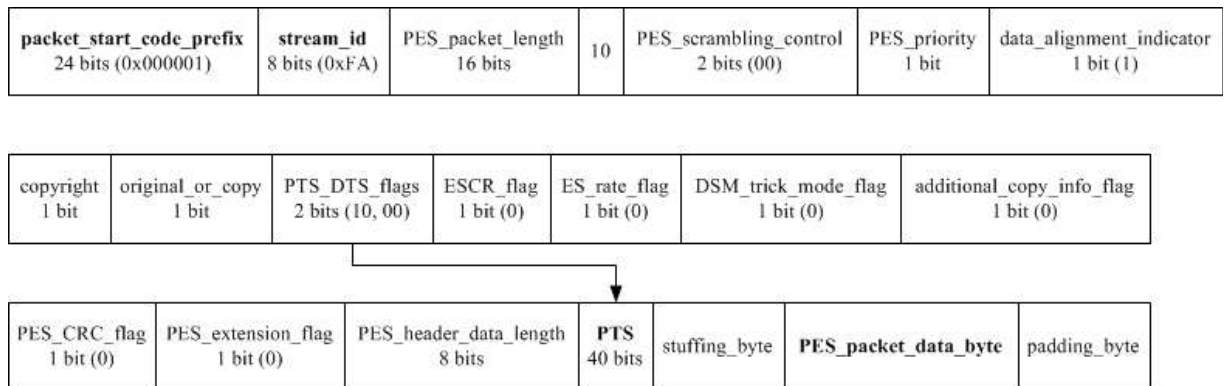 packet_start_code_prefix stream_id PES_packet_length 10 PES_scrambling_control PES_priority data_alignment_indicator
24 bits (0x000001) 8 bits (0xFA) 16 bits 2 bits (00) 1 bit 1 bit (1)
copyright original_or_copy PTS_DTS_flags ESCR_flag ES_rate_flag DSM_trick_mode_flag additional_copy_info_flag
1 bit 1 bit 2 bits (10, 00) 1 bit (0) 1 bit (0) 1 bit (0) 1 bit (0)
PES_CRC_flag PES_extension_flag PES_header_data_length PTS stuffing_byte PES_packet_data_byte padding_byte
1 bit (0) 1 bit (0) 8 bits 40 bits